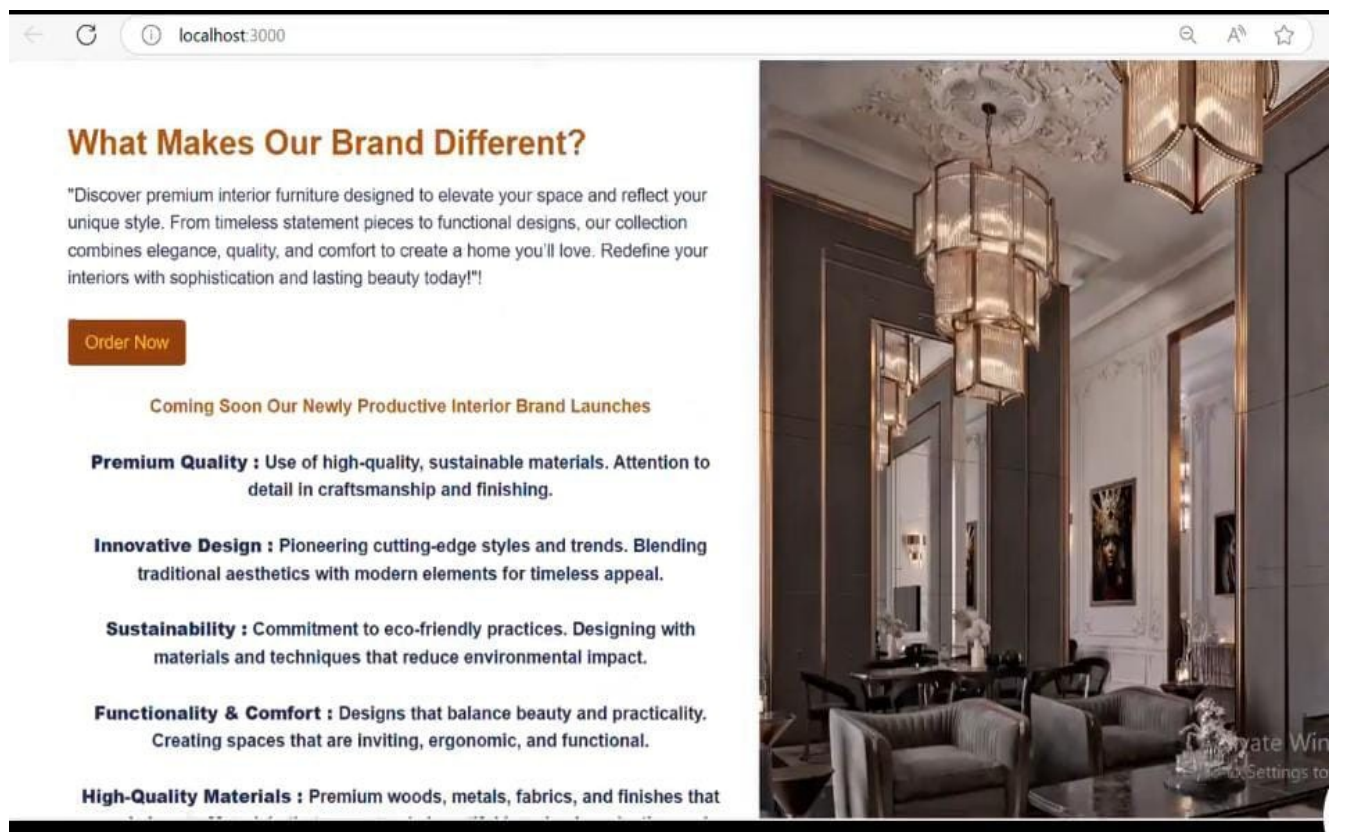 localhost:3000
What Makes Our Brand Different?
"Discover premium interior furniture designed to elevate your space and reflect your
unique style. From timeless statement pieces to functional designs, our collection
combines elegance, quality, and comfort to create a home you'll love. Redefine your
interiors with sophistication and lasting beauty today!"!
Order Now
Coming Soon Our Newly Productive Interior Brand Launches
Premium Quality : Use of high-quality, sustainable materials. Attention to
detail in craftsmanship and finishing.
Innovative Design : Pioneering cutting-edge styles and trends. Blending
traditional aesthetics with modern elements for timeless appeal.
Sustainability : Commitment to eco-friendly practices. Designing with
materials and techniques that reduce environmental impact.
Functionality & Comfort : Designs that balance beauty and practicality.
Creating spaces that are inviting, ergonomic, and functional.
High-Quality Materials : Premium woods, metals, fabrics, and finishes that
Win
Settings to